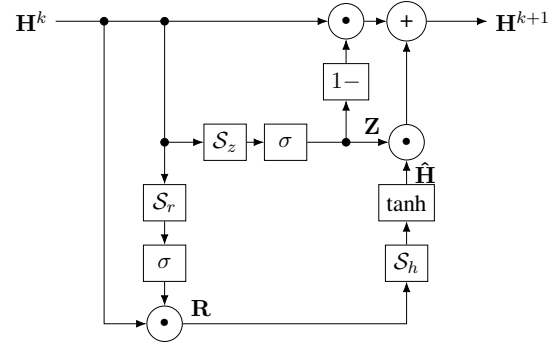 H^k
+
H^{k+1}
1−
𝒮_z
σ
Z
Ĥ
𝒮_r
tanh
σ
𝒮_h
R